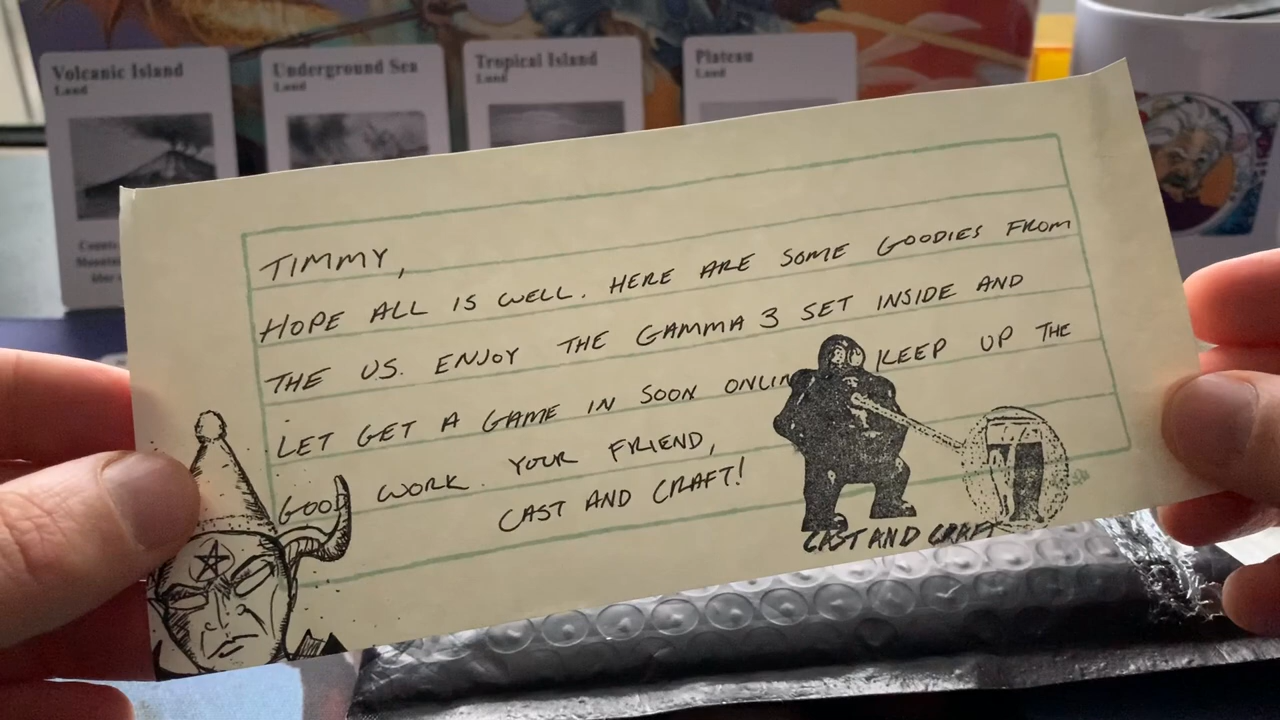 Volcanic Island
Land
Underground Sea
Land
Tropical Island
Land
Plateau
Land
TIMMY,
HOPE ALL IS WELL. HERE ARE SOME GOODIES FROM
THE U.S. ENJOY THE GAMMA 3 SET INSIDE AND
LET GET A GAME IN SOON ONLIN KEEP UP THE
GOOD WORK. YOUR FRIEND,
CAST AND CRAFT!
CAST AND CRAFT